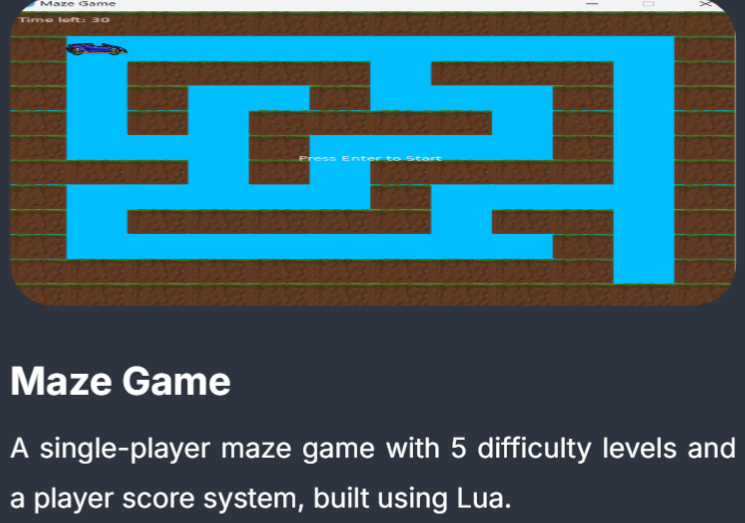 Maze Game
Time left: 30
Press Enter to Start
Maze Game
A single-player maze game with 5 difficulty levels and
a player score system, built using Lua.